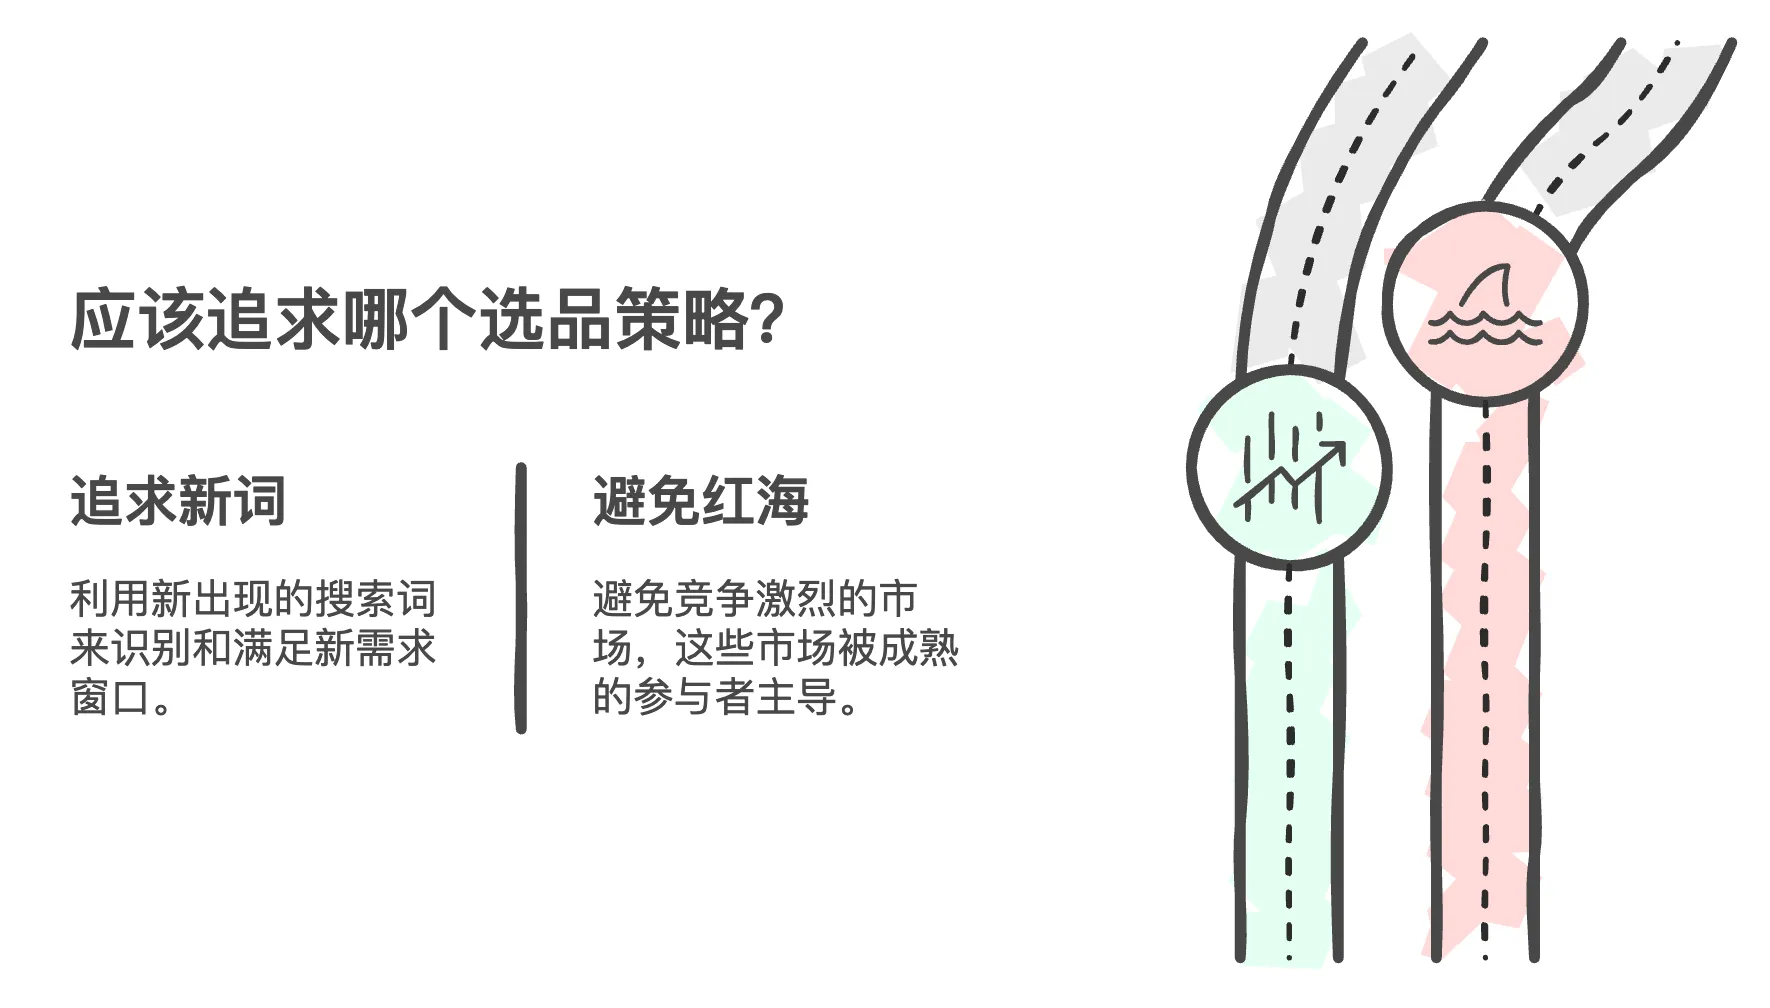 应该追求哪个选品策略?
追求新词
利用新出现的搜索词
来识别和满足新需求
窗口。
避免红海
避免竞争激烈的市
场，这些市场被成熟
的参与者主导。